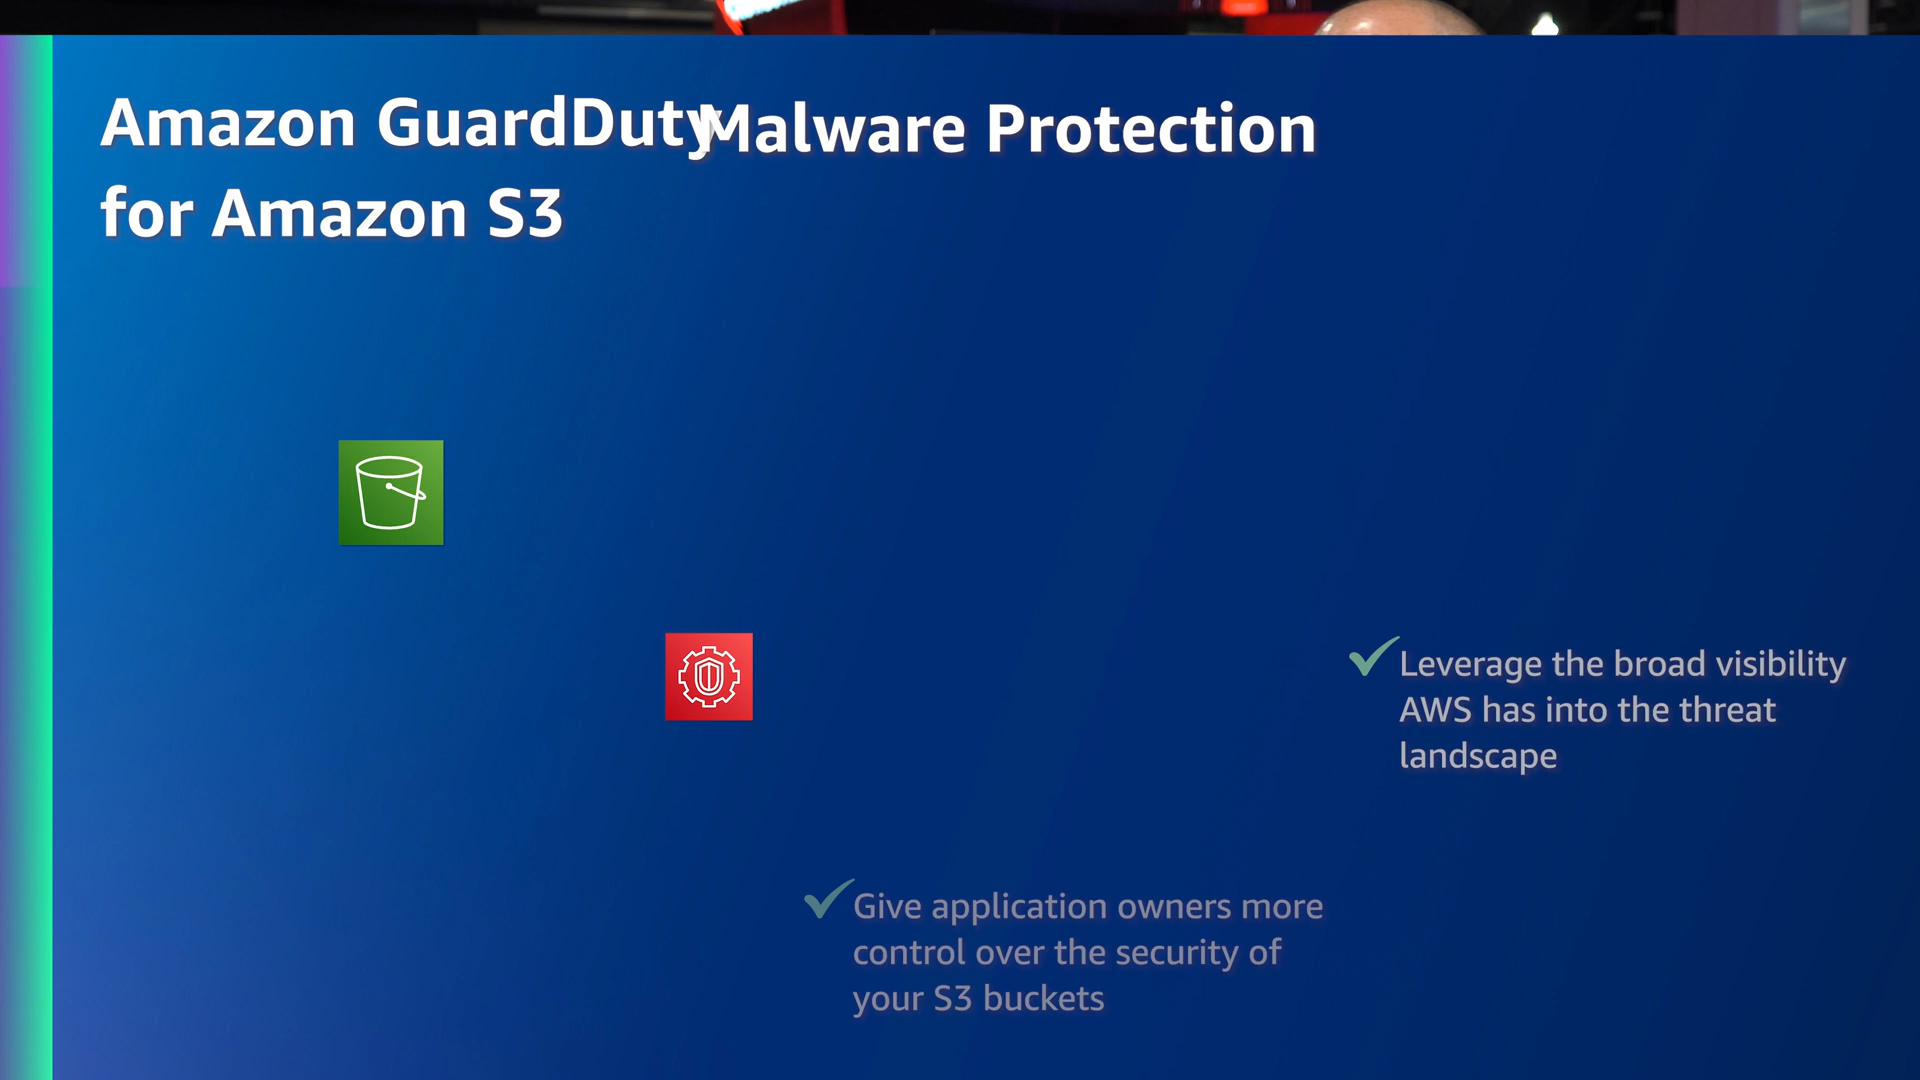 Amazon GuardDuty Malware Protection
for Amazon S3
Leverage the broad visibility
AWS has into the threat
landscape
Give application owners more
control over the security of
your S3 buckets